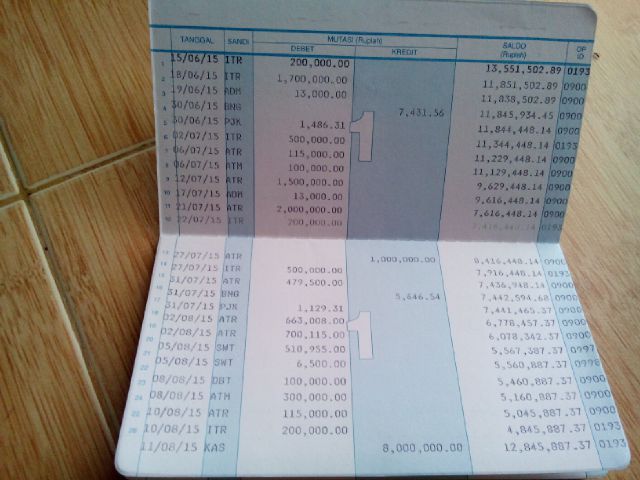 TANGGAL SANDI MUTASI (Rupiah) DEBET KREDIT SALDO (Rupiah) OP ID
1 15/06/15 ITR 200,000.00 13,551,502.89 0193
2 18/06/15 ITR 1,700,000.00 11,851,502.89 0900
3 19/06/15 ADM 13,000.00 11,838,502.89 0900
4 30/06/15 BNG 7,431.56 11,845,934.45 0900
5 30/06/15 PJK 1,486.31 11,844,448.14 0900
6 02/07/15 ITR 500,000.00 11,344,448.14 0193
7 06/07/15 ATR 115,000.00 11,229,448.14 0900
8 06/07/15 ATM 100,000.00 11,129,448.14 0900
9 12/07/15 ATR 1,500,000.00 9,629,448.14 0900
10 17/07/15 ADM 13,000.00 9,616,448.14 0900
11 21/07/15 ATR 2,000,000.00 7,616,448.14 0900
12 22/07/15 ITR 200,000.00 7,416,448.14 0193
1
13 27/07/15 ATR 1,000,000.00 8,416,448.14 0900
14 27/07/15 ITR 500,000.00 7,916,448.14 0193
31/07/15 ATR 479,500.00 7,436,948.14 0900
31/07/15 BNG 5,646.54 7,442,594.68 0900
31/07/15 PJK 1,129.31 7,441,465.37 0900
02/08/15 ATR 663,008.00 6,778,457.37 0900
02/08/15 ATR 700,115.00 6,078,342.37 0900
05/08/15 SWT 510,955.00 5,567,387.37 0997
05/08/15 SWT 6,500.00 5,560,887.37 0998
08/08/15 DBT 100,000.00 5,460,887.37 0900
08/08/15 ATM 300,000.00 5,160,887.37 0900
10/08/15 ATR 115,000.00 5,045,887.37 0900
10/08/15 ITR 200,000.00 4,845,887.37 0193
11/08/15 KAS 8,000,000.00 12,845,887.37 0193
1